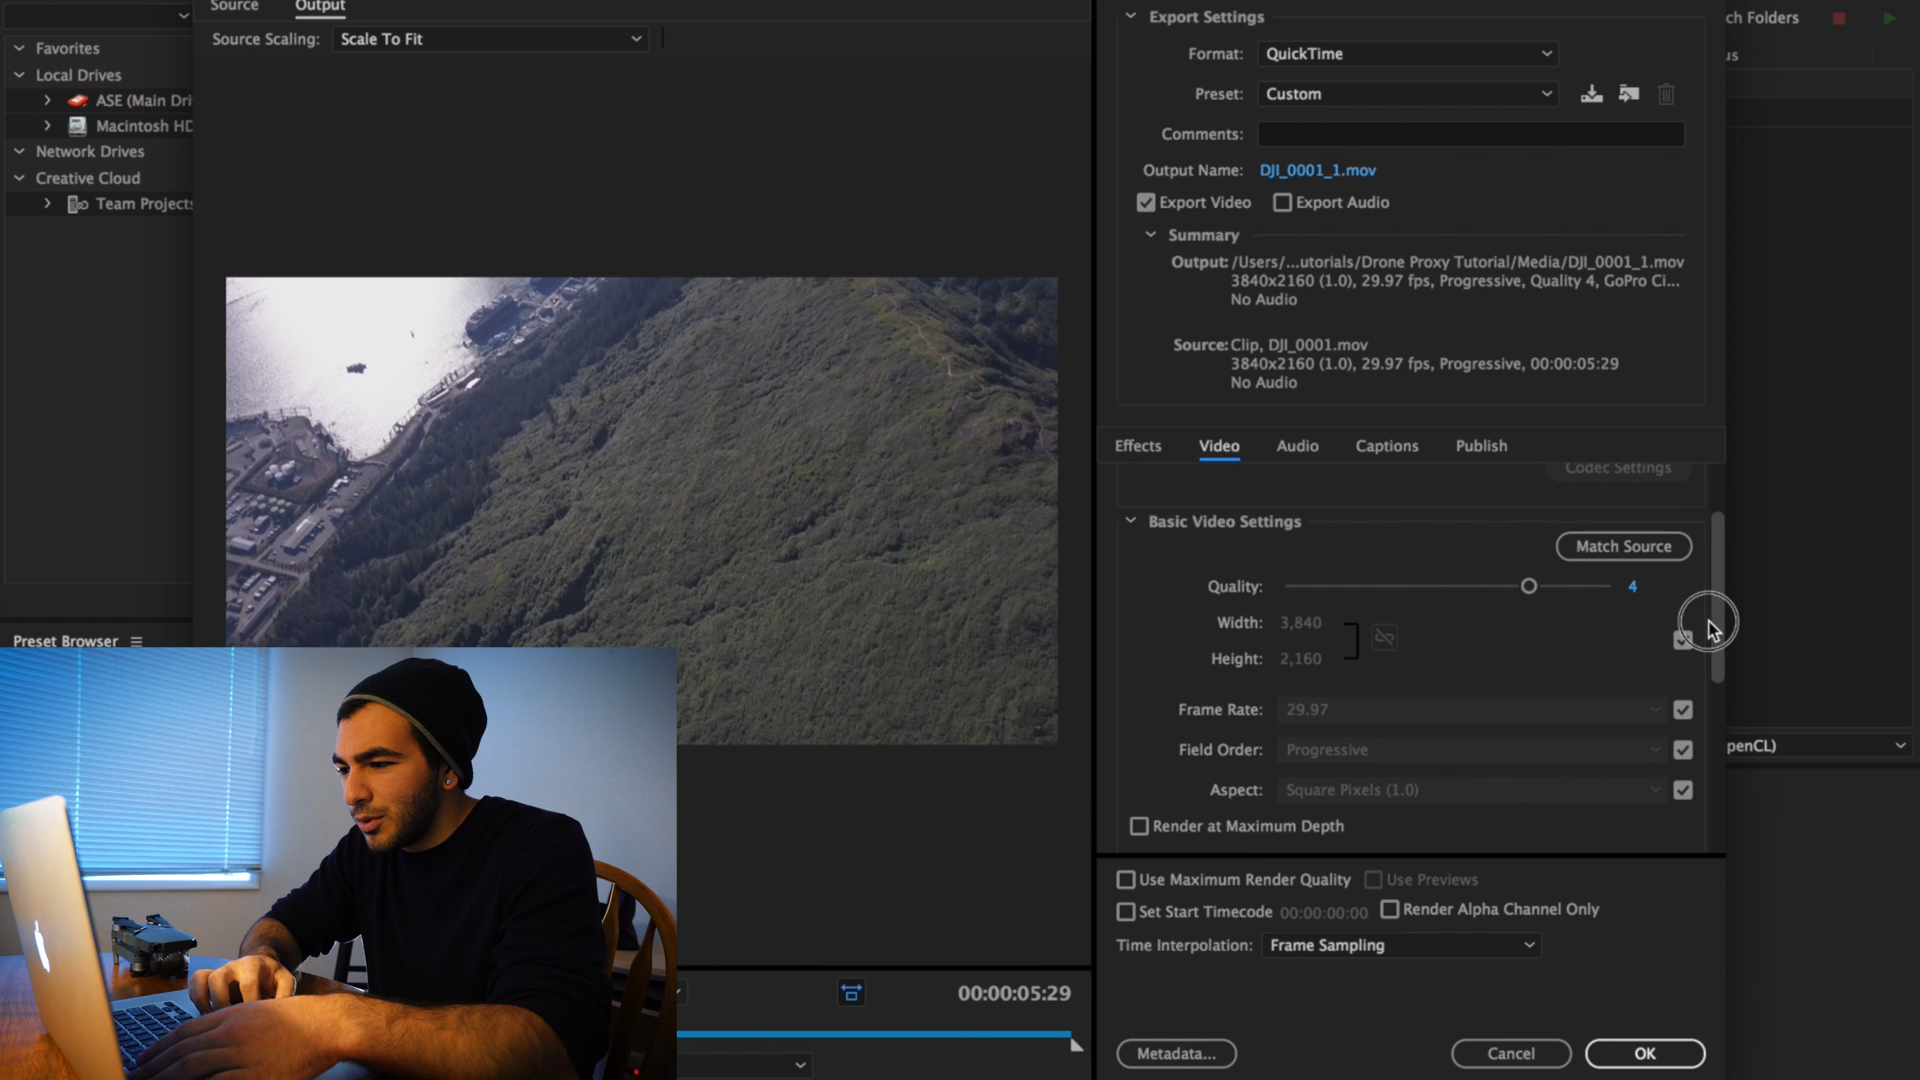 Source Output
Source Scaling: Scale To Fit
Favorites
Local Drives
ASE (Main Dri
Macintosh HD
Network Drives
Creative Cloud
Team Projects
Preset Browser
00:00:05:29
Export Settings
Format: QuickTime
Preset: Custom
Comments:
Output Name: DJI_0001_1.mov
Export Video Export Audio
Summary
Output: /Users/...utorials/Drone Proxy Tutorial/Media/DJI_0001_1.mov
3840x2160 (1.0), 29.97 fps, Progressive, Quality 4, GoPro Ci...
No Audio
Source: Clip, DJI_0001.mov
3840x2160 (1.0), 29.97 fps, Progressive, 00:00:05:29
No Audio
Effects Video Audio Captions Publish
Codec Settings
Basic Video Settings
Match Source
Quality: 4
Width: 3,840
Height: 2,160
Frame Rate: 29.97
Field Order: Progressive
Aspect: Square Pixels (1.0)
Render at Maximum Depth
Use Maximum Render Quality Use Previews
Set Start Timecode 00:00:00:00 Render Alpha Channel Only
Time Interpolation: Frame Sampling
Metadata... Cancel OK
ch Folders
us
penCL)